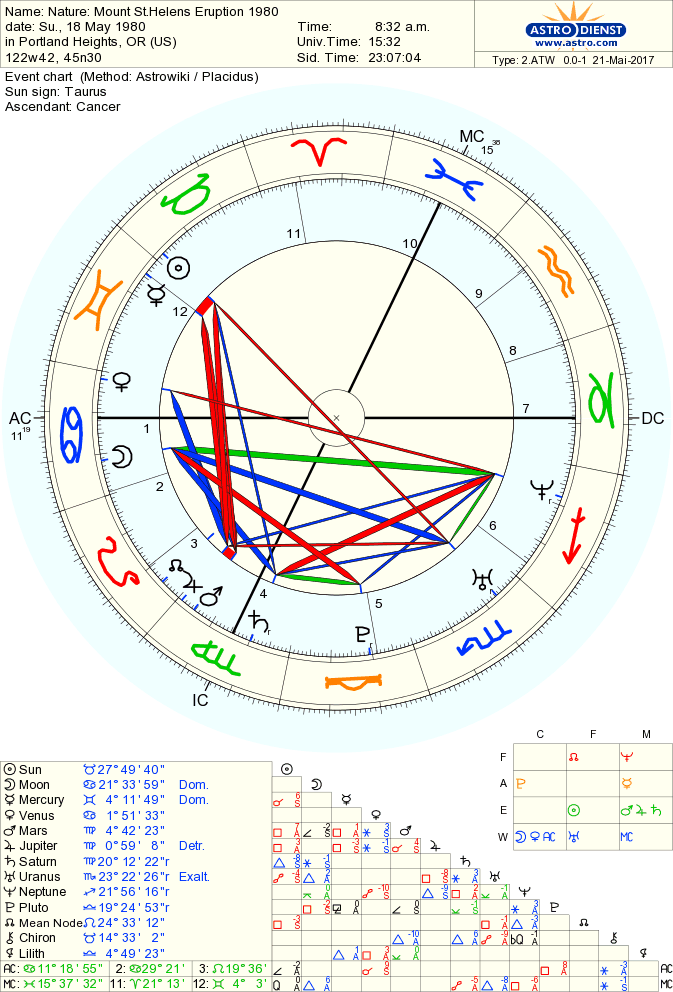 Name: Nature: Mount St.Helens Eruption 1980
date: Su., 18 May 1980
in Portland Heights, OR (US)
122w42, 45n30
Time: 8:32 a.m.
Univ.Time: 15:32
Sid. Time: 23:07:04
ASTRO DIENST
www.astro.com
Type: 2.ATW 0.0-1 21-Mai-2017
Event chart (Method: Astrowiki / Placidus)
Sun sign: Taurus
Ascendant: Cancer
MC 15 36
11
10
9
12
8
AC 11 19
7
DC
1
2
6
3
4
5
IC
C F M
F ☊ ♆
A ♇ ☿
E ☉ ♂ ♃ ♄
W ☽ ♀ AC ♅ MC
☉ Sun ♉ 27° 49' 40"
☽ Moon ♋ 21° 33' 59" Dom.
☿ Mercury ♊ 4° 11' 49" Dom.
♀ Venus ♋ 1° 51' 33"
♂ Mars ♍ 4° 42' 23"
♃ Jupiter ♍ 0° 59' 8" Detr.
♄ Saturn ♍ 20° 12' 22"r
♅ Uranus ♏ 23° 22' 26"r Exalt.
♆ Neptune ♐ 21° 56' 16"r
♇ Pluto ♎ 19° 24' 53"r
☊ Mean Node ♌ 24° 33' 12"
⚷ Chiron ♉ 14° 33' 2"
⚸ Lilith ♎ 4° 49' 23"
AC: ♋ 11° 18' 55" 2: ♋ 29° 21' 3: ♌ 19° 36'
MC: ♓ 15° 37' 32" 11: ♈ 21° 13' 12: ♊ 4° 3'
AC
MC